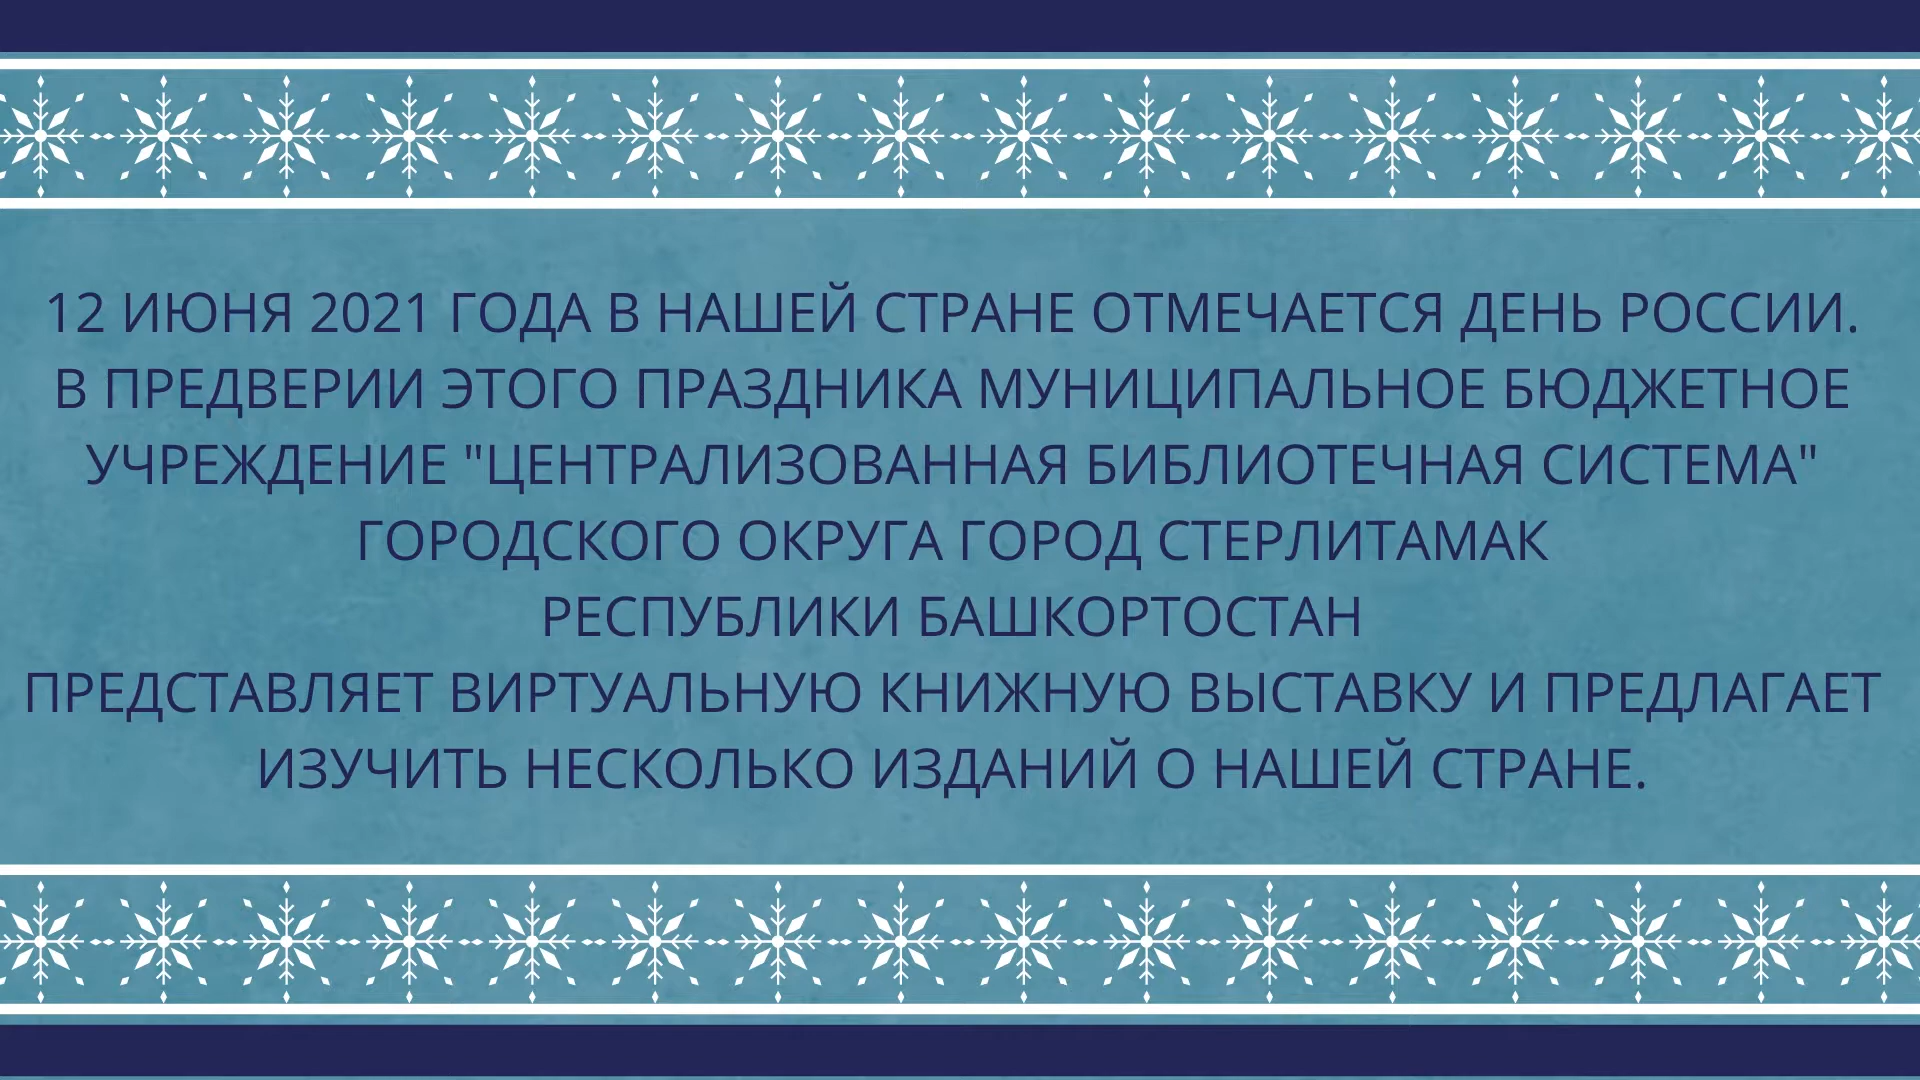 12 ИЮНЯ 2021 ГОДА В НАШЕЙ СТРАНЕ ОТМЕЧАЕТСЯ ДЕНЬ РОССИИ.
В ПРЕДВЕРИИ ЭТОГО ПРАЗДНИКА МУНИЦИПАЛЬНОЕ БЮДЖЕТНОЕ
УЧРЕЖДЕНИЕ "ЦЕНТРАЛИЗОВАННАЯ БИБЛИОТЕЧНАЯ СИСТЕМА"
ГОРОДСКОГО ОКРУГА ГОРОД СТЕРЛИТАМАК
РЕСПУБЛИКИ БАШКОРТОСТАН
ПРЕДСТАВЛЯЕТ ВИРТУАЛЬНУЮ КНИЖНУЮ ВЫСТАВКУ И ПРЕДЛАГАЕТ
ИЗУЧИТЬ НЕСКОЛЬКО ИЗДАНИЙ О НАШЕЙ СТРАНЕ.